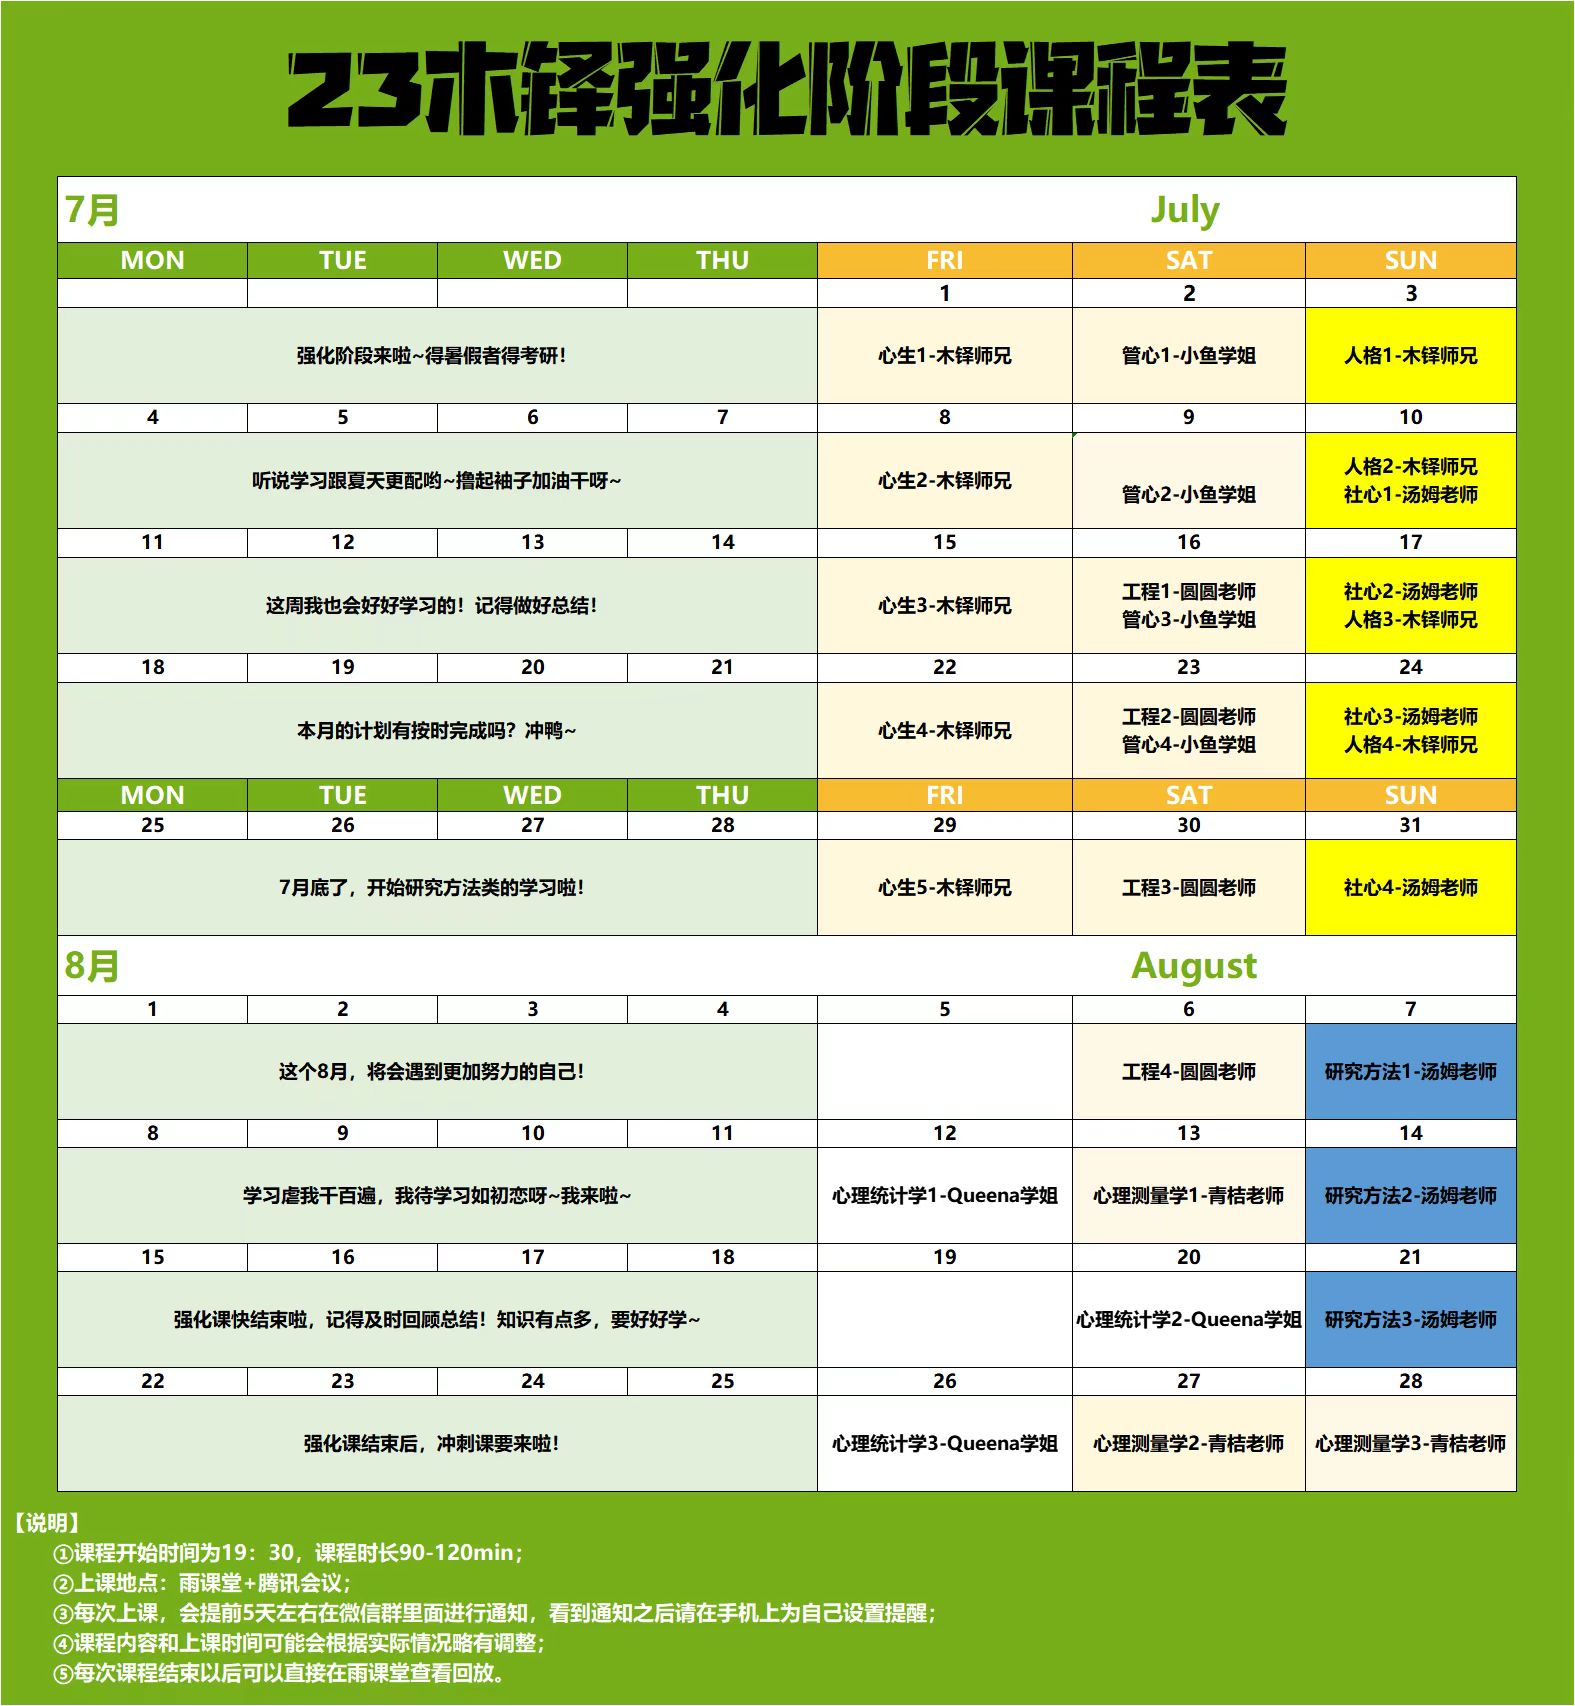 23木铎强化阶段课程表
7月 July
MON TUE WED THU FRI SAT SUN
1 2 3
强化阶段来啦~得暑假者得考研！ 心生1-木铎师兄 管心1-小鱼学姐 人格1-木铎师兄
4 5 6 7 8 9 10
听说学习跟夏天更配哟~撸起袖子加油干呀~ 心生2-木铎师兄 管心2-小鱼学姐 人格2-木铎师兄
社心1-汤姆老师
11 12 13 14 15 16 17
这周我也会好好学习的！记得做好总结！ 心生3-木铎师兄 工程1-圆圆老师 社心2-汤姆老师
管心3-小鱼学姐 人格3-木铎师兄
18 19 20 21 22 23 24
本月的计划有按时完成吗？冲鸭~ 心生4-木铎师兄 工程2-圆圆老师 社心3-汤姆老师
管心4-小鱼学姐 人格4-木铎师兄
MON TUE WED THU FRI SAT SUN
25 26 27 28 29 30 31
7月底了，开始研究方法类的学习啦！ 心生5-木铎师兄 工程3-圆圆老师 社心4-汤姆老师
8月 August
1 2 3 4 5 6 7
这个8月，将会遇到更加努力的自己！ 工程4-圆圆老师 研究方法1-汤姆老师
8 9 10 11 12 13 14
学习虐我千百遍，我待学习如初恋呀~我来啦~ 心理统计学1-Queena学姐 心理测量学1-青桔老师 研究方法2-汤姆老师
15 16 17 18 19 20 21
强化课快结束啦，记得及时回顾总结！知识有点多，要好好学~ 心理统计学2-Queena学姐 研究方法3-汤姆老师
22 23 24 25 26 27 28
强化课结束后，冲刺课要来啦！ 心理统计学3-Queena学姐 心理测量学2-青桔老师 心理测量学3-青桔老师
【说明】
①课程开始时间为19：30，课程时长90-120min；
②上课地点：雨课堂+腾讯会议；
③每次上课，会提前5天左右在微信群里面进行通知，看到通知之后请在手机上为自己设置提醒；
④课程内容和上课时间可能会根据实际情况略有调整；
⑤每次课程结束以后可以直接在雨课堂查看回放。